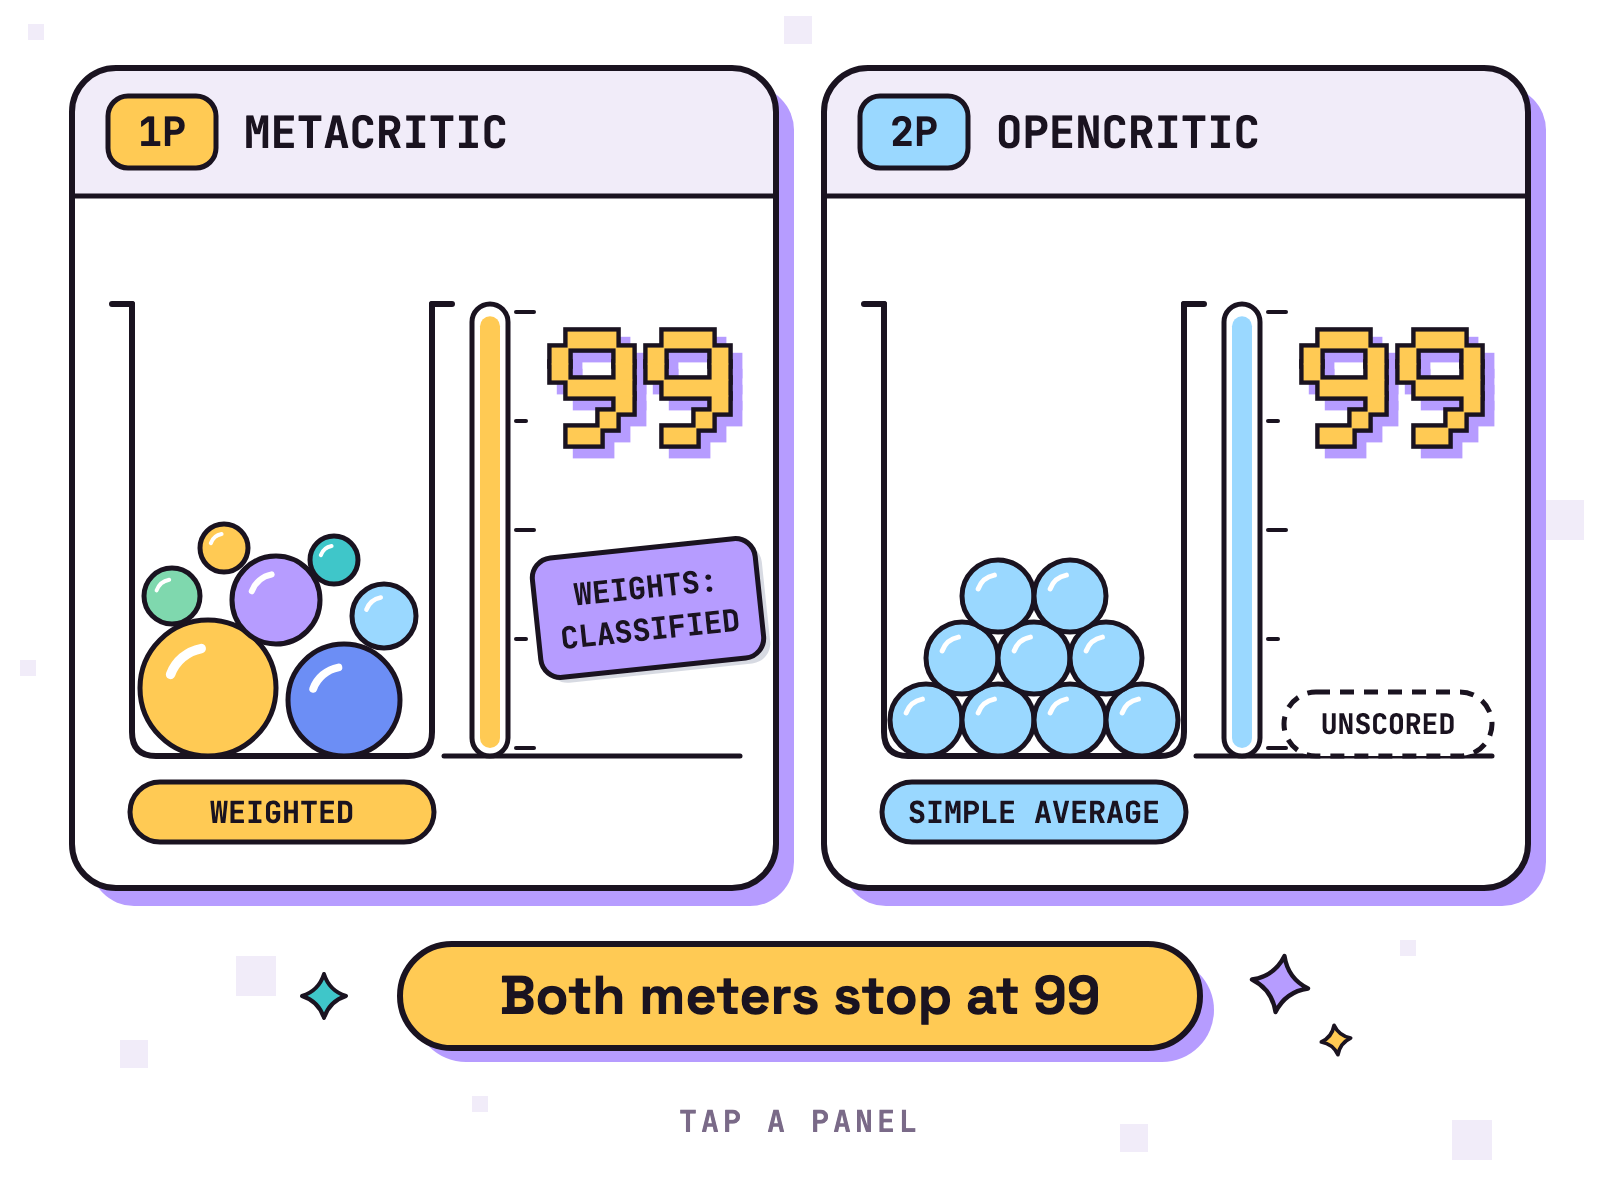 1P
METACRITIC
99
WEIGHTS:
CLASSIFIED
WEIGHTED
2P
OPENCRITIC
99
UNSCORED
SIMPLE AVERAGE
Both meters stop at 99
TAP A PANEL